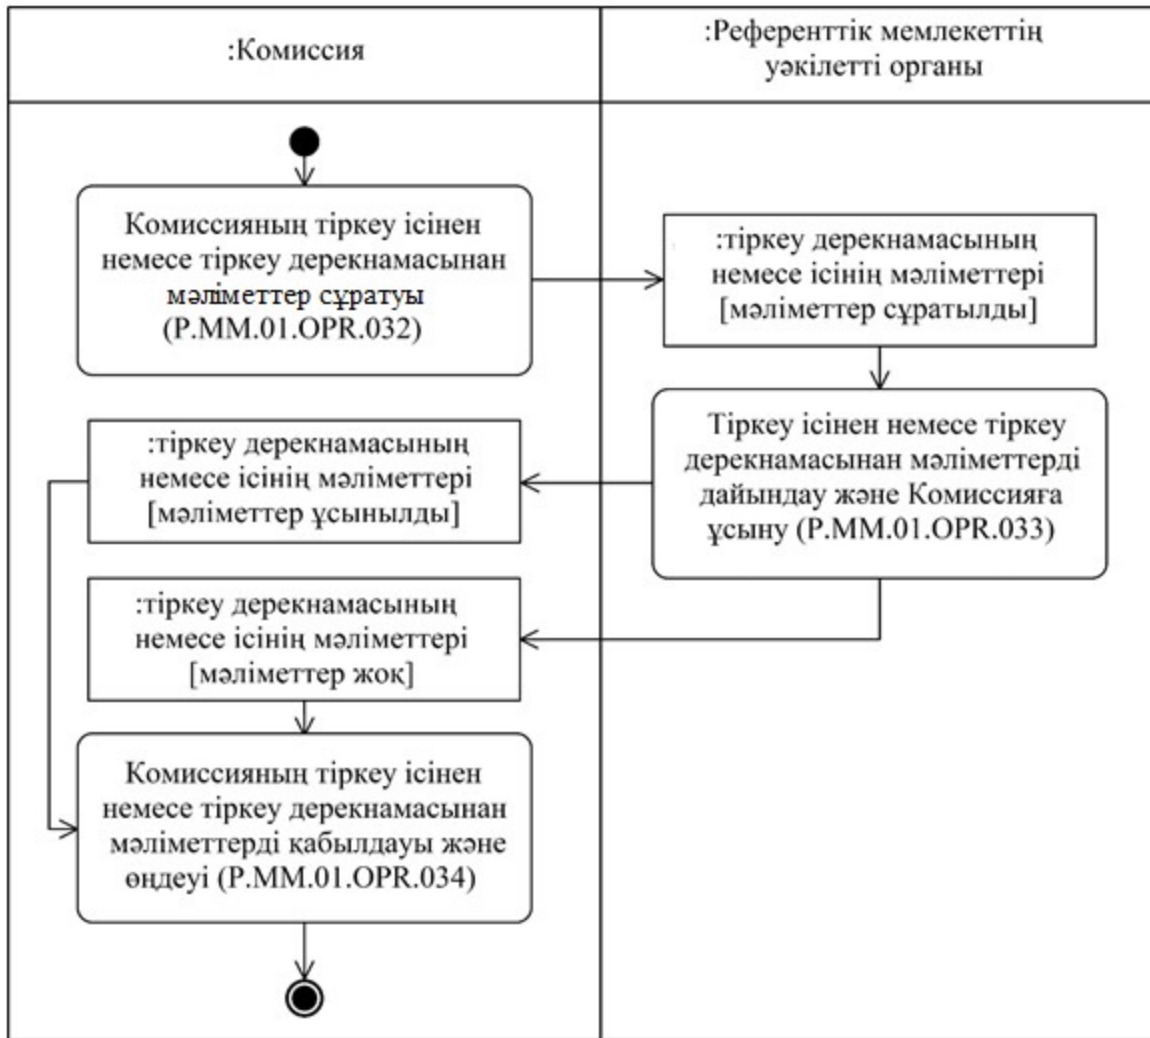 :Комиссия
:Референттік мемлекеттің
уәкілетті органы
Комиссияның тіркеу ісінен
немесе тіркеу дерекнамасынан
мәліметтер сұратуы
(P.MM.01.OPR.032)
:тіркеу дерекнамасының
немесе ісінің мәліметтері
[мәліметтер сұратылды]
Тіркеу ісінен немесе тіркеу
дерекнамасынан мәліметтерді
дайындау және Комиссияға
ұсыну (P.MM.01.OPR.033)
:тіркеу дерекнамасының
немесе ісінің мәліметтері
[мәліметтер ұсынылды]
:тіркеу дерекнамасының
немесе ісінің мәліметтері
[мәліметтер жоқ]
Комиссияның тіркеу ісінен
немесе тіркеу дерекнамасынан
мәліметтерді қабылдауы және
өңдеуі (P.MM.01.OPR.034)